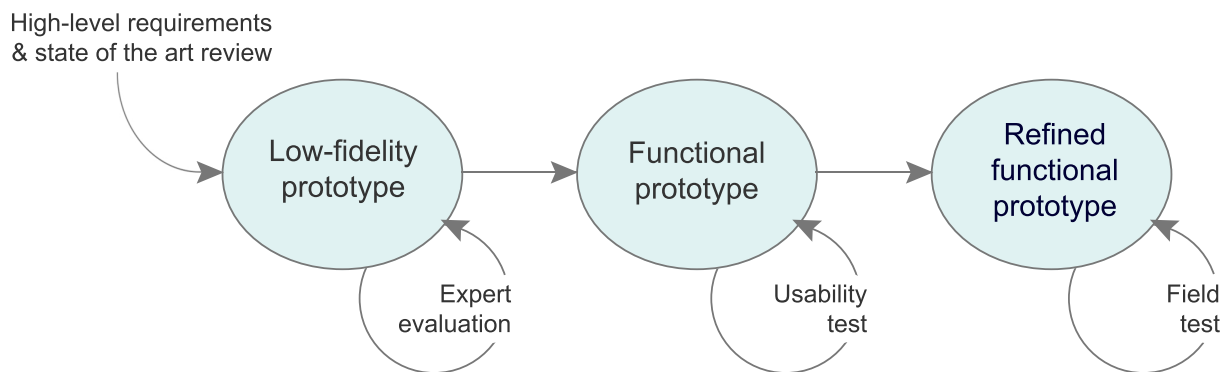 High-level requirements
& state of the art review
Low-fidelity
prototype
Functional
prototype
Refined
functional
prototype
Expert
evaluation
Usability
test
Field
test